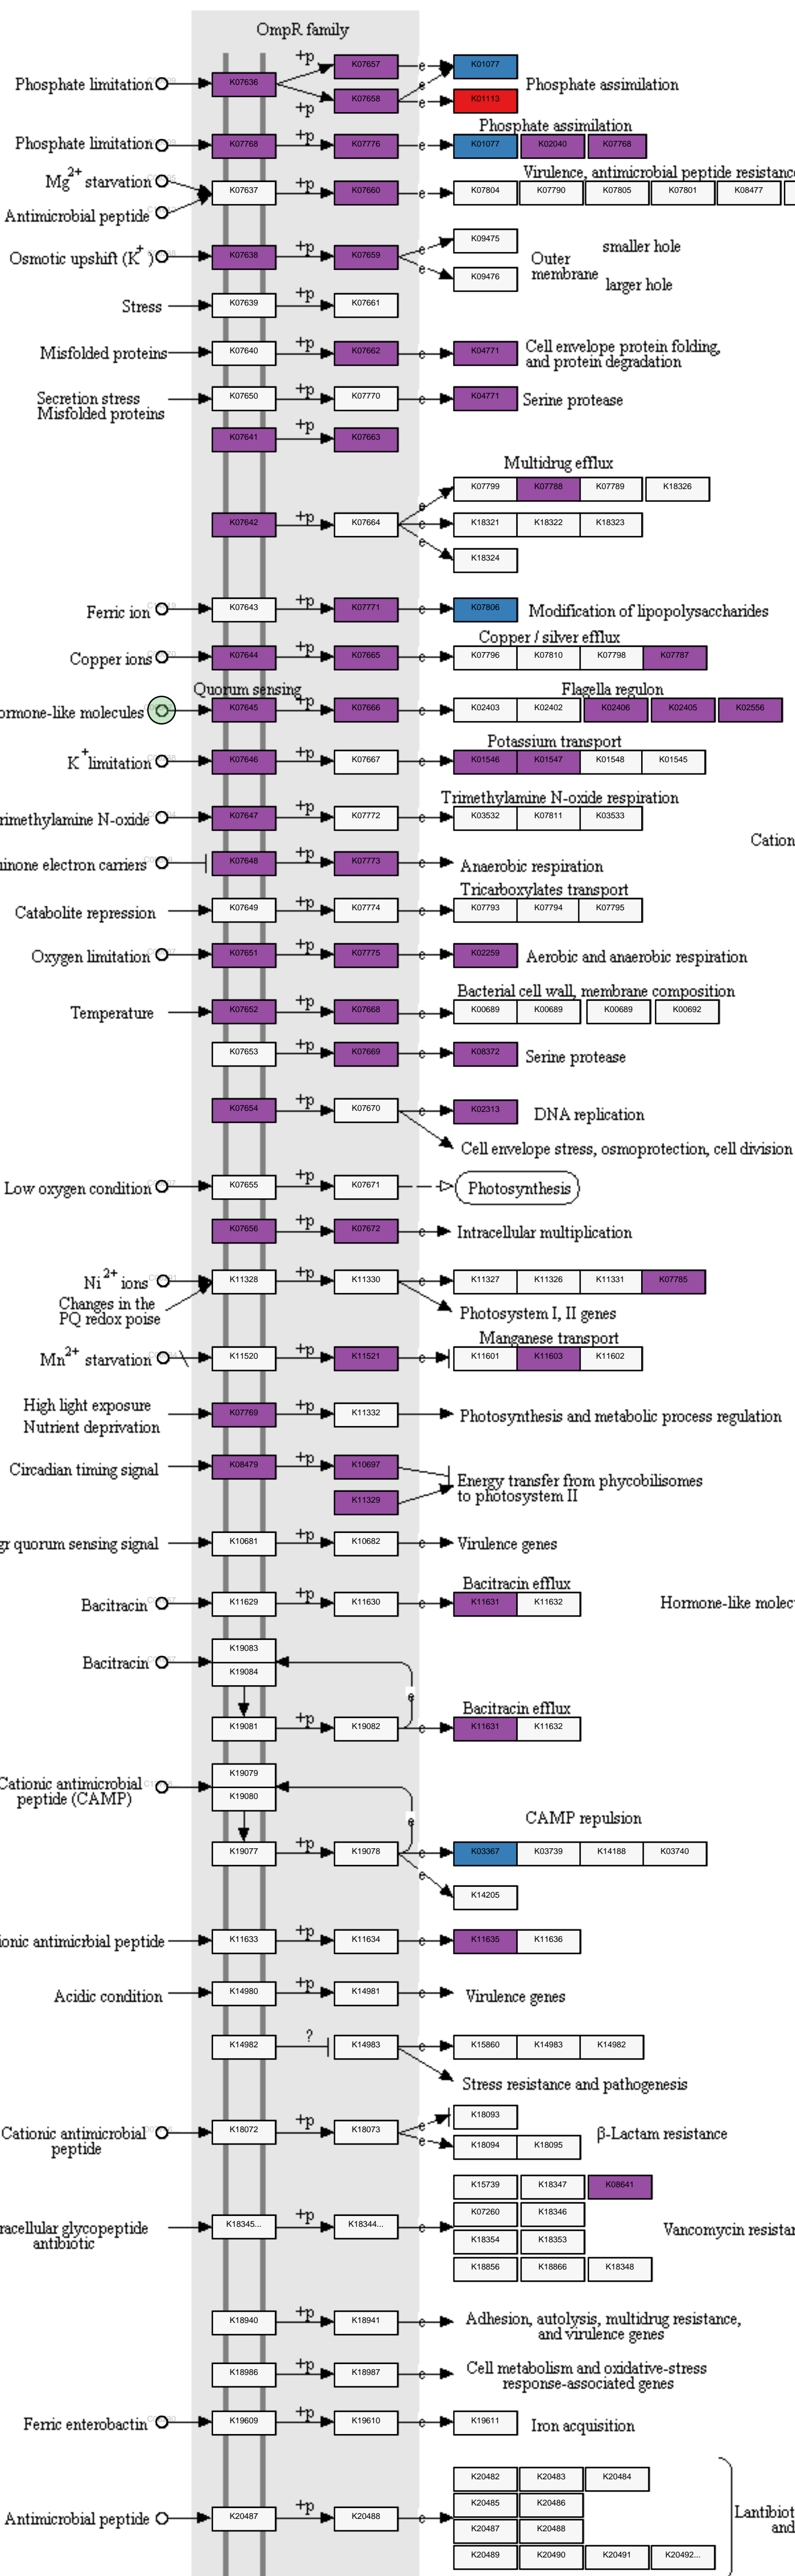 OmpR family
Phosphate limitation K07636 +p +p K07657 K07658 e e e K01077 K01113 Phosphate assimilation
Phosphate assimilation
Phosphate limitation K07768 +p K07776 e K01077 K02040 K07768
Virulence, antimicrobial peptide resistance
Mg2+ starvation
Antimicrobial peptide K07637 +p K07660 e K07804 K07790 K07805 K07801 K08477
Osmotic upshift (K+) K07638 +p K07659 e e K09475 K09476 Outer membrane smaller hole larger hole
Stress K07639 +p K07661
Misfolded proteins K07640 +p K07662 e K04771 Cell envelope protein folding,
and protein degradation
Secretion stress
Misfolded proteins K07650 +p K07770 e K04771 Serine protease
K07641 +p K07663
Multidrug efflux
K07799 K07788 K07789 K18326
K07642 +p K07664 e e e K18321 K18322 K18323
K18324
Ferric ion K07643 +p K07771 e K07806 Modification of lipopolysaccharides
Copper / silver efflux
Copper ions K07644 +p K07665 e K07796 K07810 K07798 K07787
Quorum sensing Flagella regulon
ormone-like molecules K07645 +p K07666 e K02403 K02402 K02406 K02405 K02556
Potassium transport
K+ limitation K07646 +p K07667 e K01546 K01547 K01548 K01545
Trimethylamine N-oxide respiration
rimethylamine N-oxide K07647 +p K07772 e K03532 K07811 K03533
Cation
inone electron carriers K07648 +p K07773 e Anaerobic respiration
Tricarboxylates transport
Catabolite repression K07649 +p K07774 e K07793 K07794 K07795
Oxygen limitation K07651 +p K07775 e K02259 Aerobic and anaerobic respiration
Bacterial cell wall, membrane composition
Temperature K07652 +p K07668 e K00689 K00689 K00689 K00692
K07653 +p K07669 e K08372 Serine protease
K07654 +p K07670 e K02313 DNA replication
Cell envelope stress, osmoprotection, cell division
Low oxygen condition K07655 +p K07671 Photosynthesis
K07656 +p K07672 Intracellular multiplication
Ni2+ ions K11328 +p K11330 e K11327 K11326 K11331 K07785
Changes in the
PQ redox poise Photosystem I, II genes
Manganese transport
Mn2+ starvation K11520 +p K11521 e K11601 K11603 K11602
High light exposure
Nutrient deprivation K07769 +p K11332 Photosynthesis and metabolic process regulation
Circadian timing signal K08479 +p K10697
K11329 Energy transfer from phycobilisomes
to photosystem II
gr quorum sensing signal K10681 +p K10682 e Virulence genes
Bacitracin efflux
Bacitracin K11629 +p K11630 e K11631 K11632 Hormone-like molec
Bacitracin K19083
K19084
e
Bacitracin efflux
K19081 +p K19082 e K11631 K11632
Cationic antimicrobial
peptide (CAMP) K19079
K19080
e
CAMP repulsion
K19077 +p K19078 e K03367 K03739 K14188 K03740
e K14205
ionic antimicrbial peptide K11633 +p K11634 e K11635 K11636
Acidic condition K14980 +p K14981 e Virulence genes
K14982 ? K14983 e K15860 K14983 K14982
Stress resistance and pathogenesis
Cationic antimicrobial
peptide K18072 +p K18073 e e K18093
K18094 K18095 β-Lactam resistance
K15739 K18347 K08641
K07260 K18346
racellular glycopeptide
antibiotic K18345... +p K18344... e K18354 K18353 Vancomycin resistan
K18856 K18866 K18348
K18940 +p K18941 e Adhesion, autolysis, multidrug resistance,
and virulence genes
K18986 +p K18987 e Cell metabolism and oxidative-stress
response-associated genes
Ferric enterobactin K19609 +p K19610 e K19611 Iron acquisition
K20482 K20483 K20484
K20485 K20486
Antimicrobial peptide K20487 +p K20488 e K20487 K20488 Lantibiot
and
K20489 K20490 K20491 K20492...